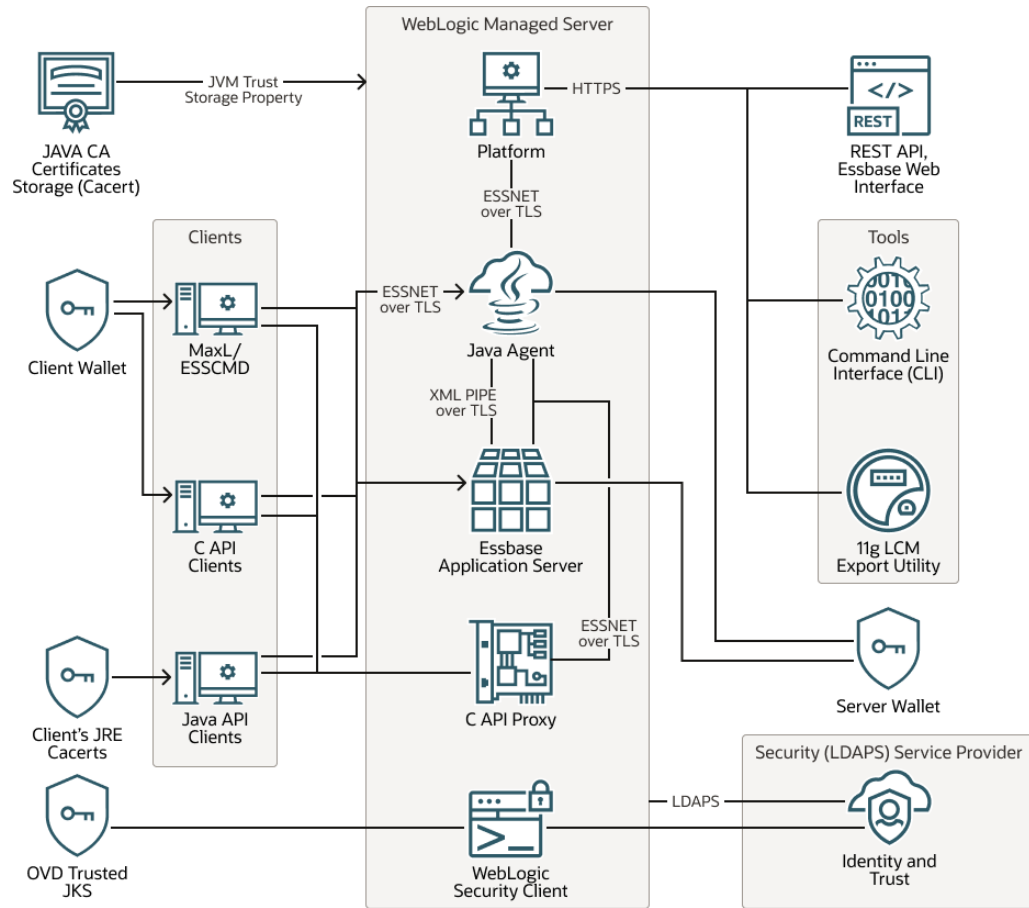 WebLogic Managed Server
JVM Trust
Storage Property
JAVA CA
Certificates
Storage (Cacert)
HTTPS
Platform
</>
REST
REST API,
Essbase Web
Interface
ESSNET
over TLS
Clients
Client Wallet
MaxL/
ESSCMD
ESSNET
over TLS
Java Agent
Tools
001
0100
1011
Command Line
Interface (CLI)
XML PIPE
over TLS
C API
Clients
Essbase
Application Server
11g LCM
Export Utility
Client's JRE
Cacerts
Java API
Clients
ESSNET
over TLS
C API Proxy
Server Wallet
OVD Trusted
JKS
WebLogic
Security Client
LDAPS
Security (LDAPS) Service Provider
Identity and
Trust